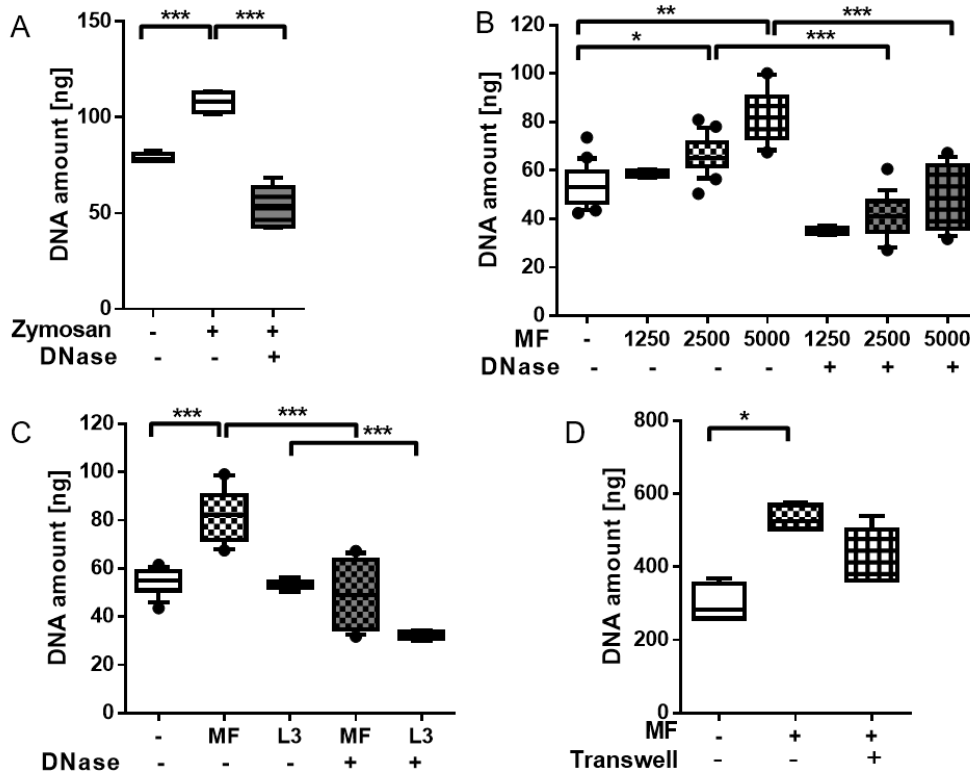 A
DNA amount [ng]
150
100
50
0
*** ***
Zymosan - + +
DNase - - +
B
DNA amount [ng]
120
100
80
60
40
20
0
** ***
* ***
MF - 1250 2500 5000 1250 2500 5000
DNase - - - - + + +
C
DNA amount [ng]
120
100
80
60
40
20
0
*** ***
***
- MF L3 MF L3
DNase - - - + +
D
DNA amount [ng]
800
600
400
200
0
*
MF - + +
Transwell - - +